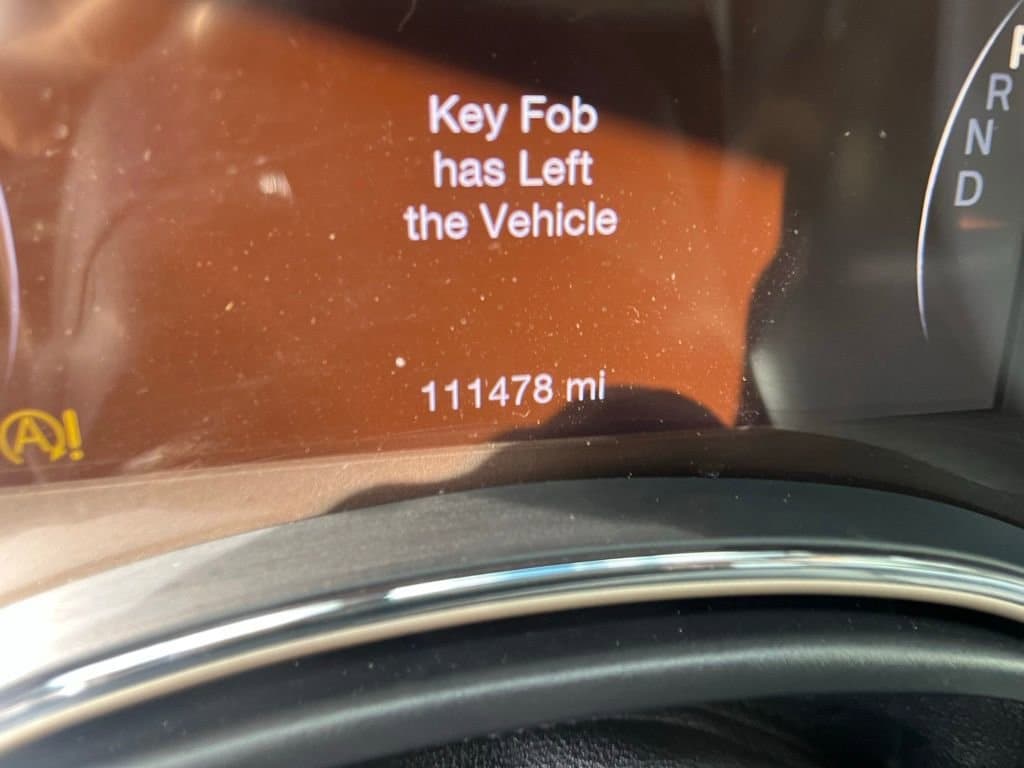 Key Fob
has Left
the Vehicle
111478 mi
A!
P
R
N
D